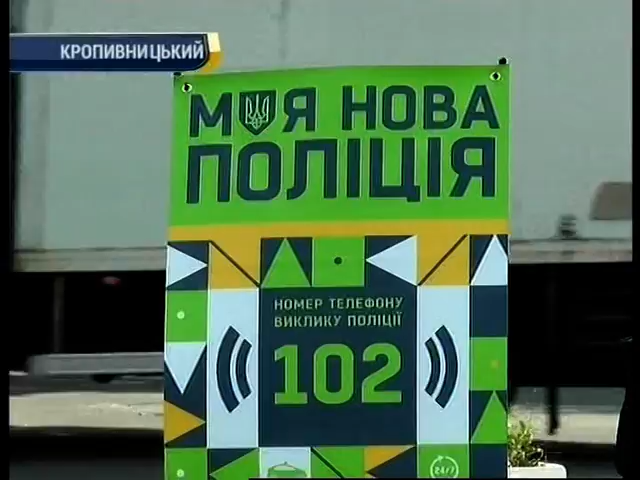 КРОПИВНИЦЬКИЙ
МОЯ НОВА
ПОЛІЦІЯ
НОМЕР ТЕЛЕФОНУ
ВИКЛИКУ ПОЛІЦІЇ
102
24/7